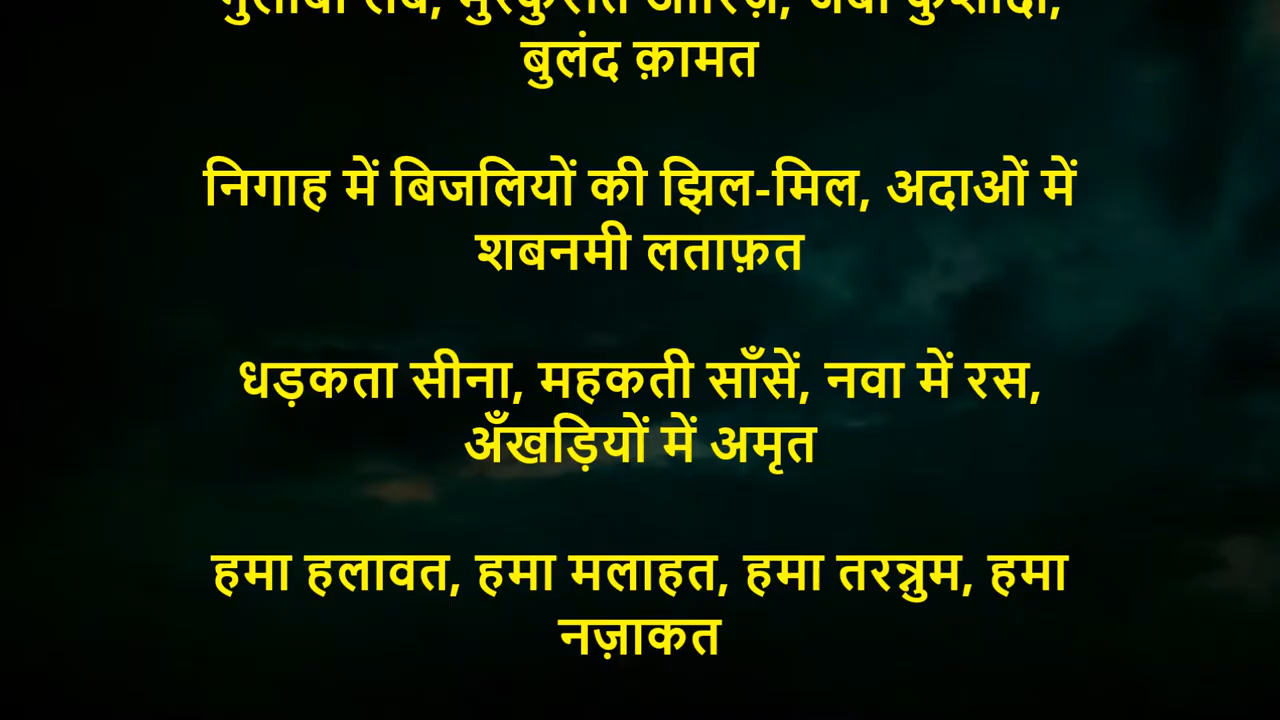 बुलंद क़ामत
निगाह में बिजलियों की झिल-मिल, अदाओं में
शबनमी लताफ़त
धड़कता सीना, महकती साँसें, नवा में रस,
अँखड़ियों में अमृत
हमा हलावत, हमा मलाहत, हमा तरन्नुम, हमा
नज़ाकत